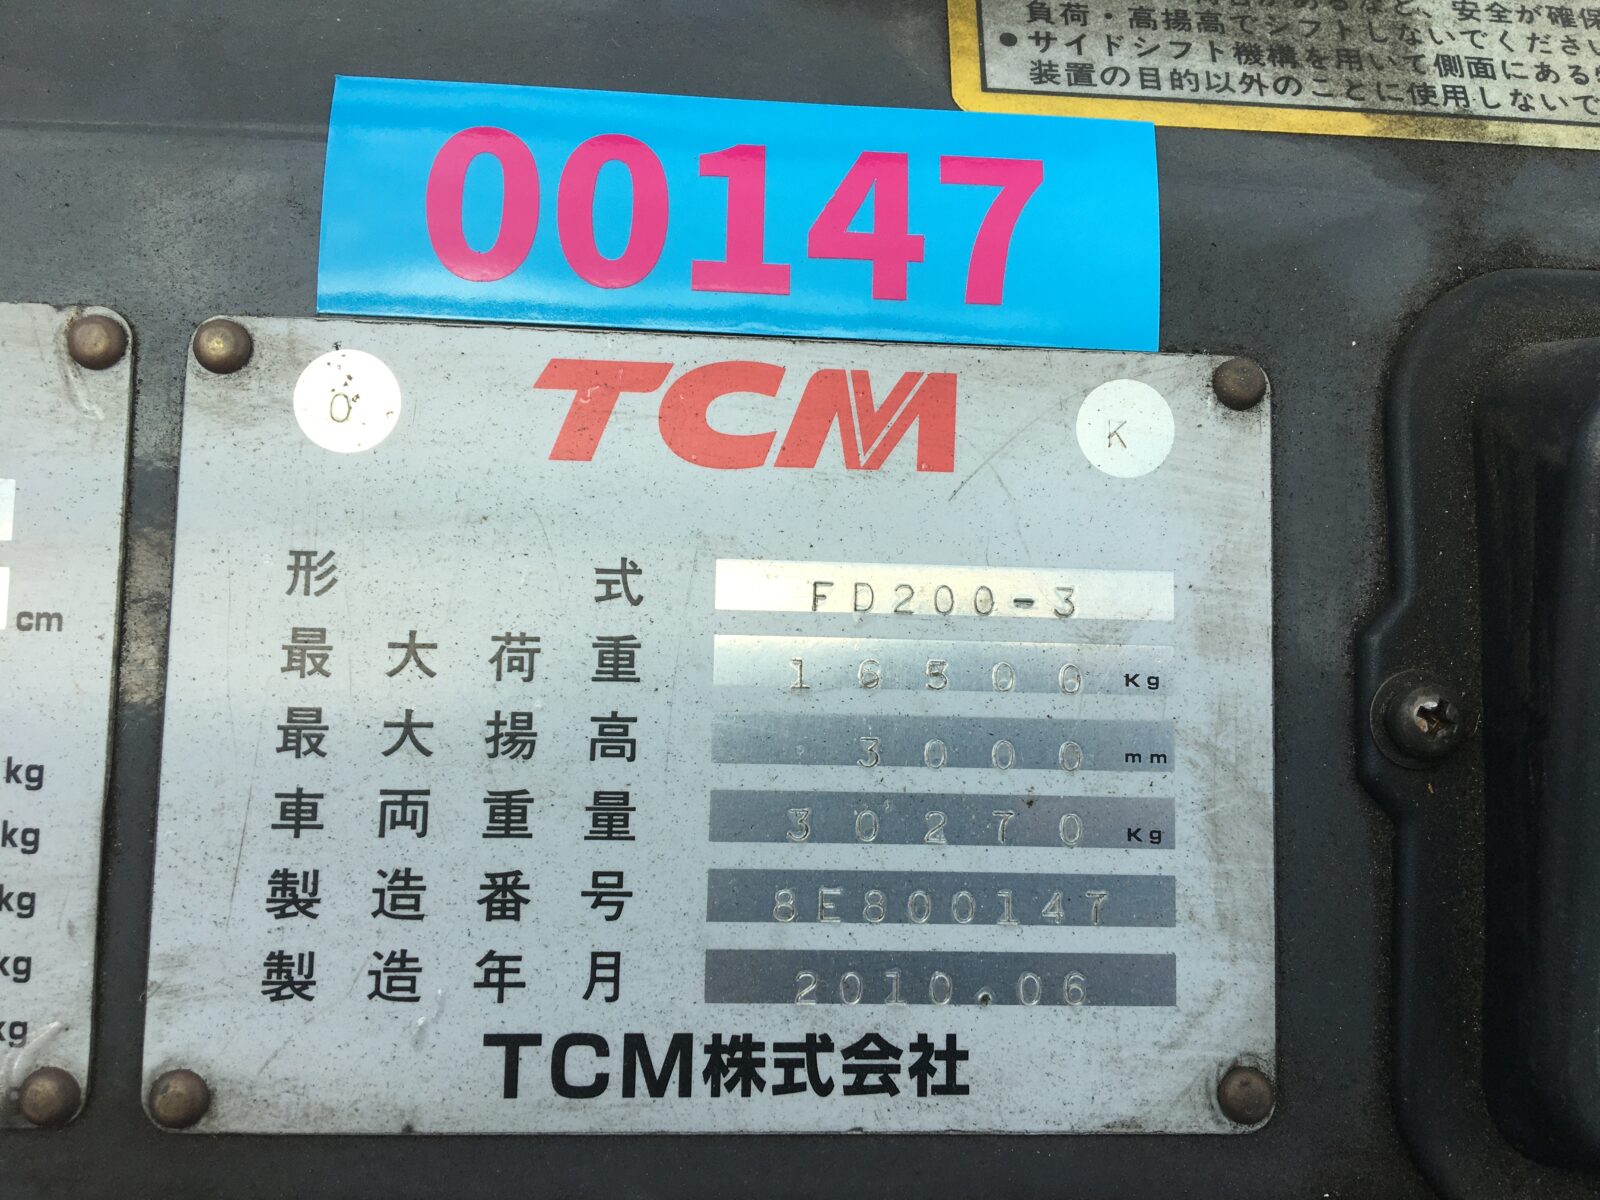 負荷・高揚高でシフトしないでください
●サイドシフト機構を用いて側面にある
装置の目的以外のことに使用しないで
00147
O TCM K
形式 FD200-3
最大荷重 16500 Kg
最大揚高 3000 mm
車両重量 30270 Kg
製造番号 8E800147
製造年月 2010.06
TCM株式会社
cm
kg
kg
kg
kg
kg